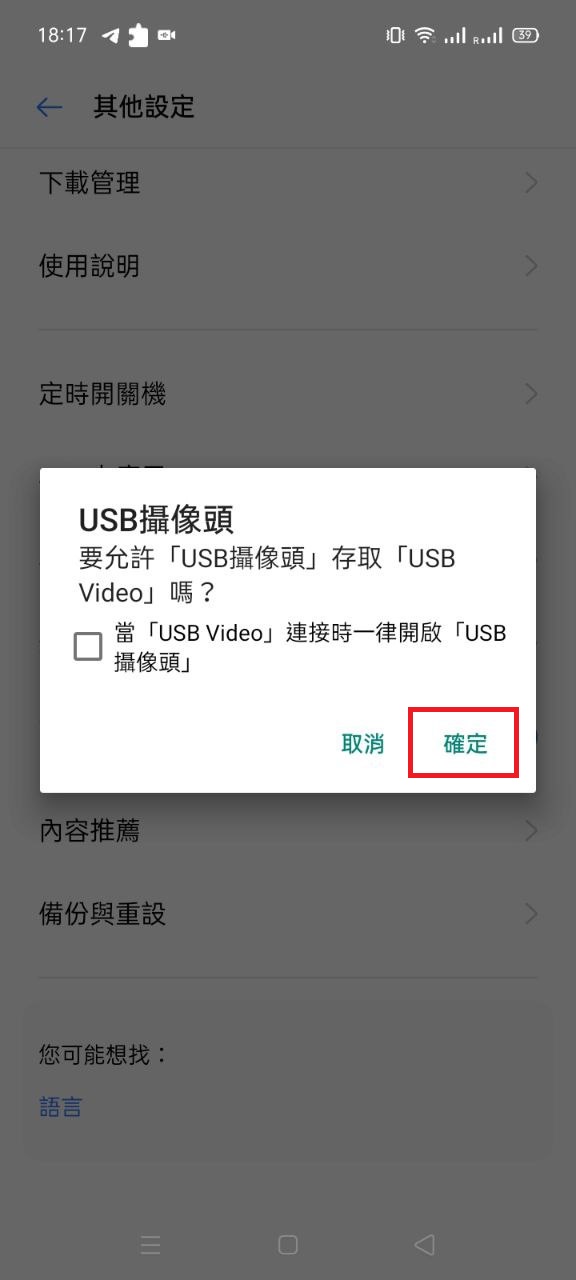 18:17
R
39
其他設定
下載管理
使用說明
定時開關機
USB攝像頭
要允許「USB攝像頭」存取「USB
Video」嗎？
當「USB Video」連接時一律開啟「USB
攝像頭」
取消
確定
內容推薦
備份與重設
您可能想找：
語言